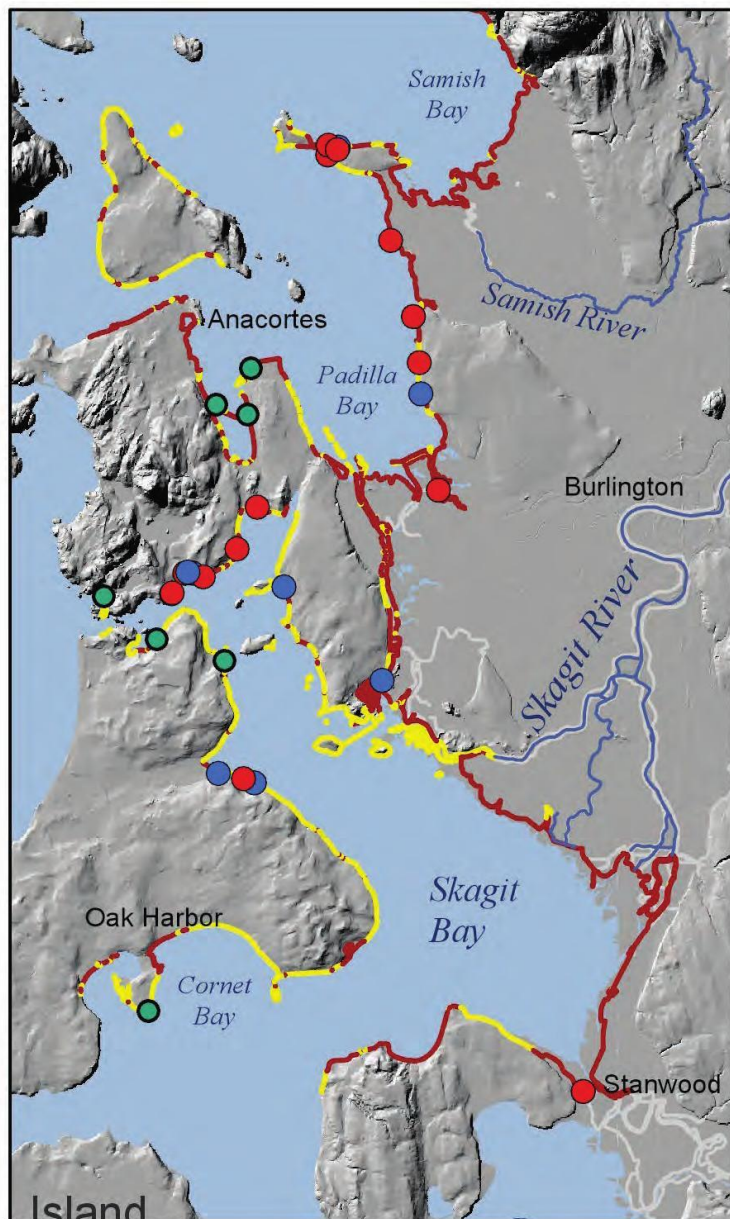 Samish
Bay
Anacortes
Samish River
Padilla
Bay
Burlington
Skagit River
Skagit
Bay
Oak Harbor
Cornet
Bay
Stanwood
Island